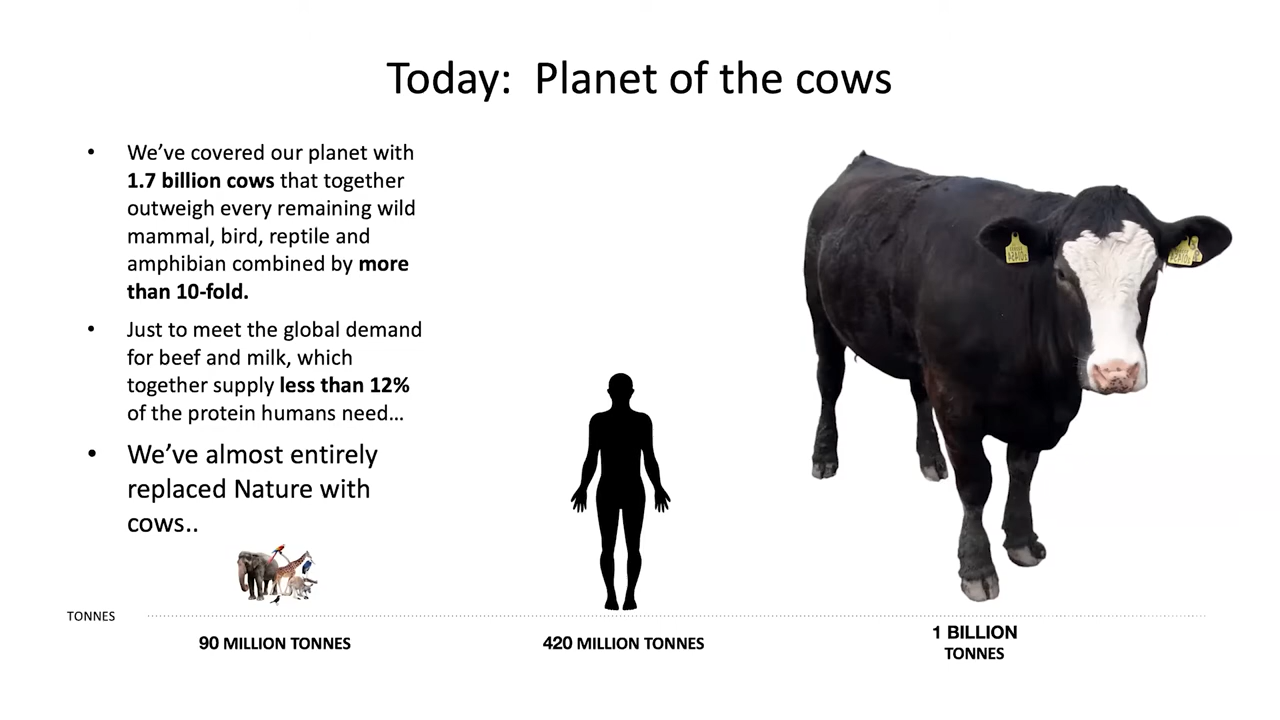 Today:  Planet of the cows
• We’ve covered our planet with
1.7 billion cows that together
outweigh every remaining wild
mammal, bird, reptile and
amphibian combined by more
than 10-fold.
• Just to meet the global demand
for beef and milk, which
together supply less than 12%
of the protein humans need…
• We’ve almost entirely
replaced Nature with
cows..
TONNES
90 MILLION TONNES
420 MILLION TONNES
1 BILLION
TONNES